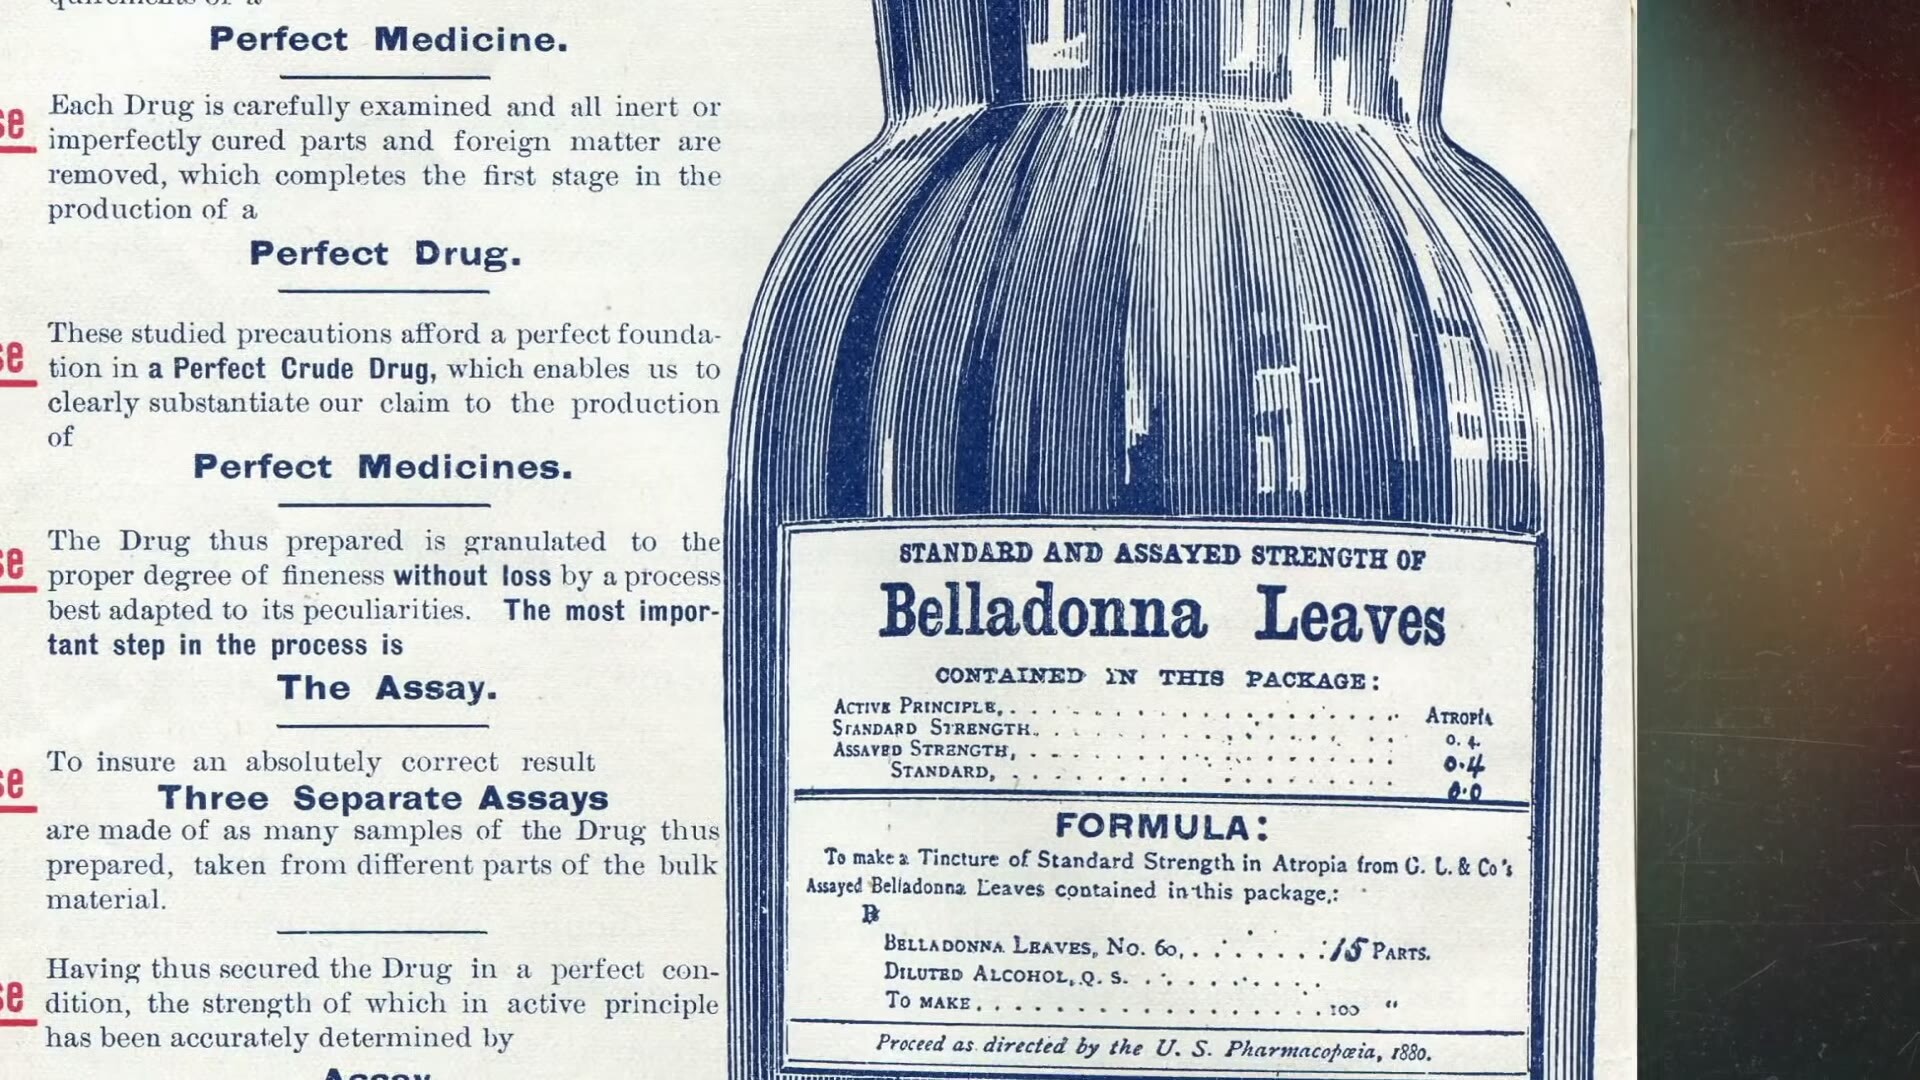 Perfect Medicine.
Each Drug is carefully examined and all inert or
imperfectly cured parts and foreign matter are
removed, which completes the first stage in the
production of a
Perfect Drug.
These studied precautions afford a perfect founda-
tion in a Perfect Crude Drug, which enables us to
clearly substantiate our claim to the production
of
Perfect Medicines.
The Drug thus prepared is granulated to the
proper degree of fineness without loss by a process
best adapted to its peculiarities. The most impor-
tant step in the process is
The Assay.
To insure an absolutely correct result
Three Separate Assays
are made of as many samples of the Drug thus
prepared, taken from different parts of the bulk
material.
Having thus secured the Drug in a perfect con-
dition, the strength of which in active principle
has been accurately determined by
Assay
STANDARD AND ASSAYED STRENGTH OF
Belladonna Leaves
CONTAINED IN THIS PACKAGE:
ACTIVE PRINCIPLE, . . . . . . . . . . . . . ATROPIA
STANDARD STRENGTH. . . . . . . . . . . . . 0.4
ASSAYED STRENGTH, . . . . . . . . . . . . . 0.4
STANDARD, . . . . . . . . . . . . . 0.0
FORMULA:
To make a Tincture of Standard Strength in Atropia from G. L. & Co's
Assayed Belladonna Leaves contained in this package,:
℞
BELLADONNA LEAVES, No. 60, . . . . . . . 15 PARTS.
DILUTED ALCOHOL, Q. S. . . . . . . .
TO MAKE . . . . . . . . . . . . . 100 "
Proceed as directed by the U. S. Pharmacopœia, 1880.